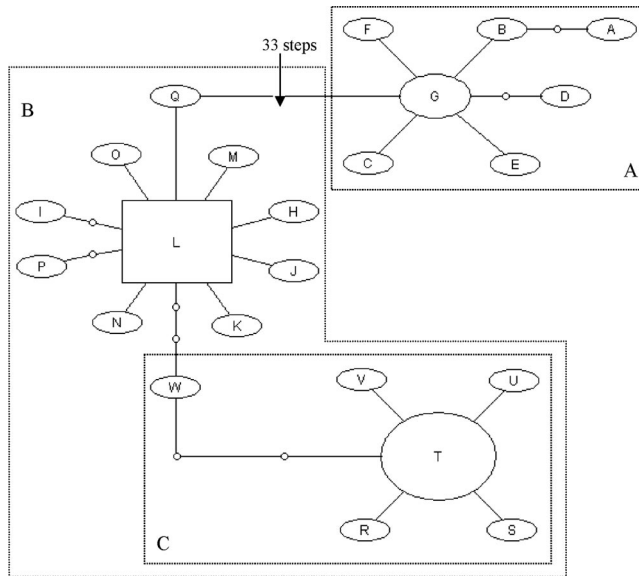 F B A
33 steps
B Q G D
O M C E A
I H
L
P J
N K
W V U
T
C R S